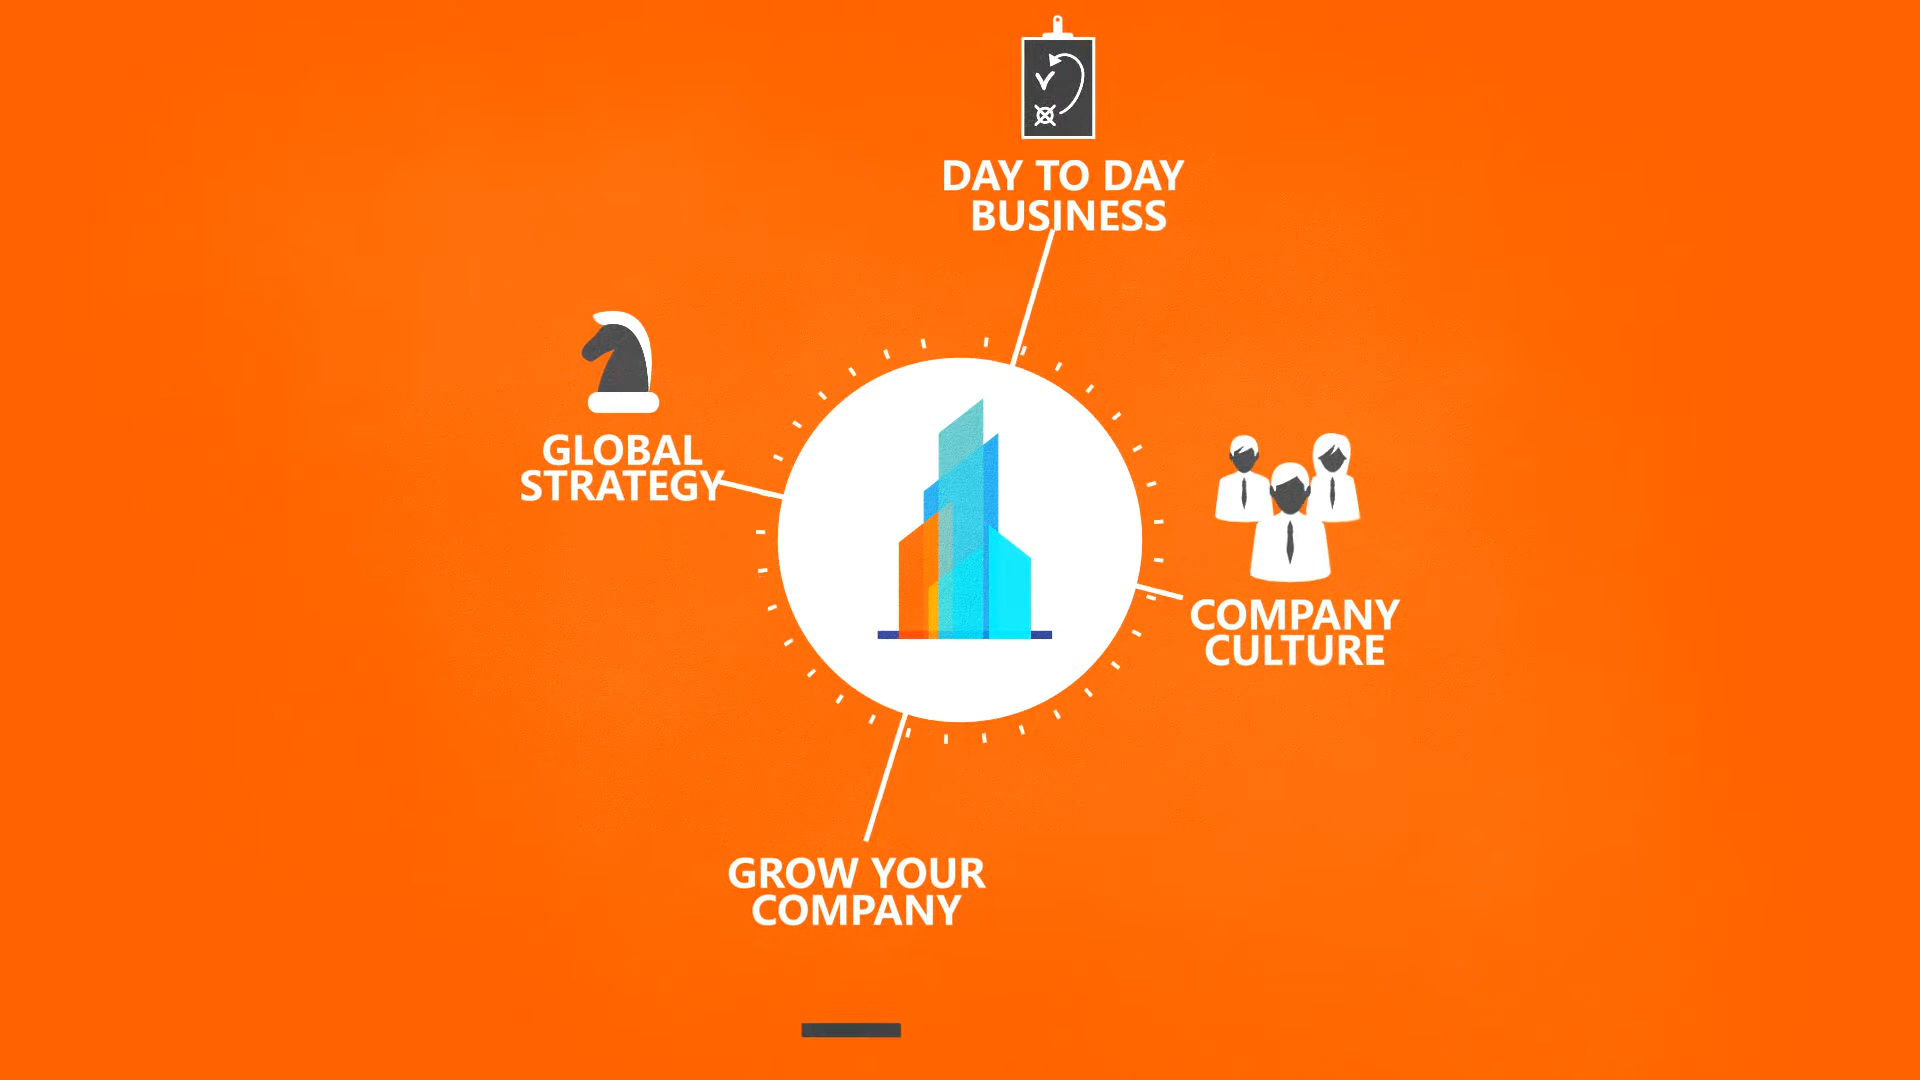 DAY TO DAY
BUSINESS
GLOBAL
STRATEGY
COMPANY
CULTURE
GROW YOUR
COMPANY